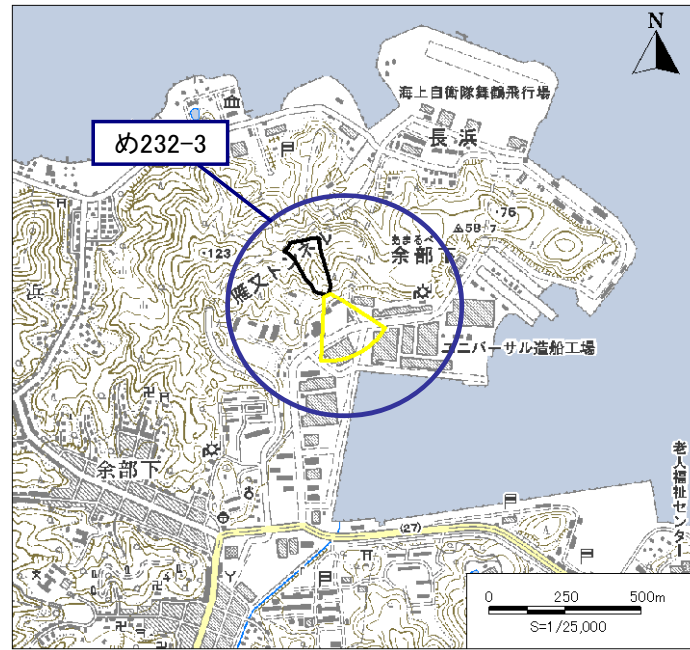 N
海上自衛隊舞鶴飛行場
長浜
め232-3
・75
△58.7
あまるべ
余部下
・123
雁又トンネル
ユニバーサル造船工場
浜
余部下
老人福祉センター
(27)
0 250 500m
S=1/25,000